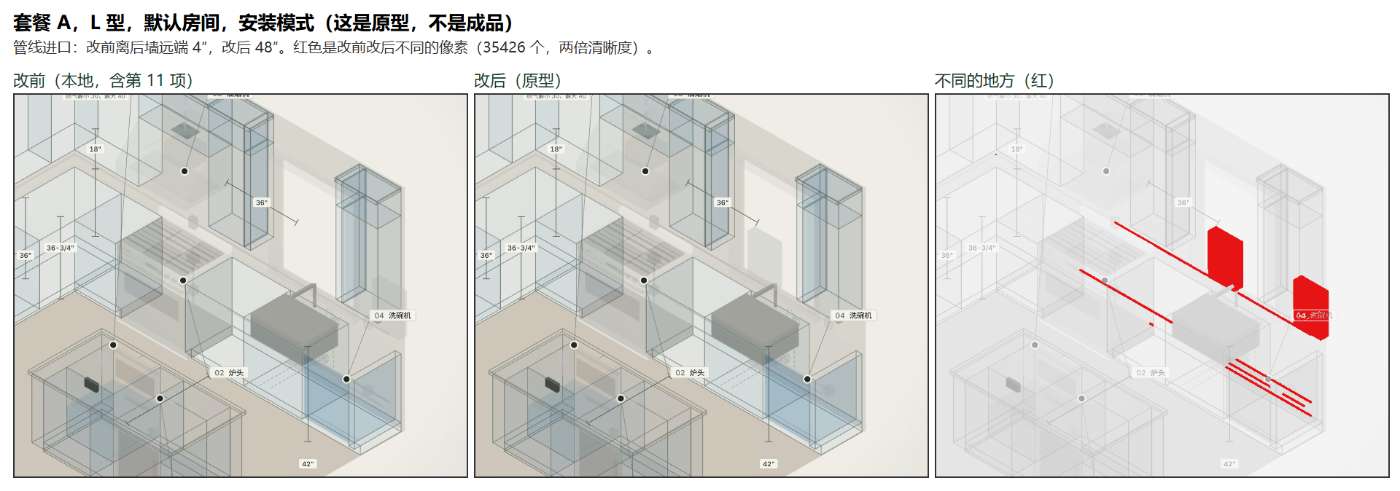 套餐 A，L 型，默认房间，安装模式（这是原型，不是成品）
管线进口：改前离后墙远端 4″，改后 48″。红色是改前改后不同的像素（35426 个，两倍清晰度）。
改前（本地，含第 11 项）
改后（原型）
不同的地方（红）
18"
36"
36-3/4"
36"
04 洗碗机
02 炉头
42"
18"
36"
36-3/4"
36"
04 洗碗机
02 炉头
42"
18"
36"
36-3/4"
36"
04 洗碗机
02 炉头
42"